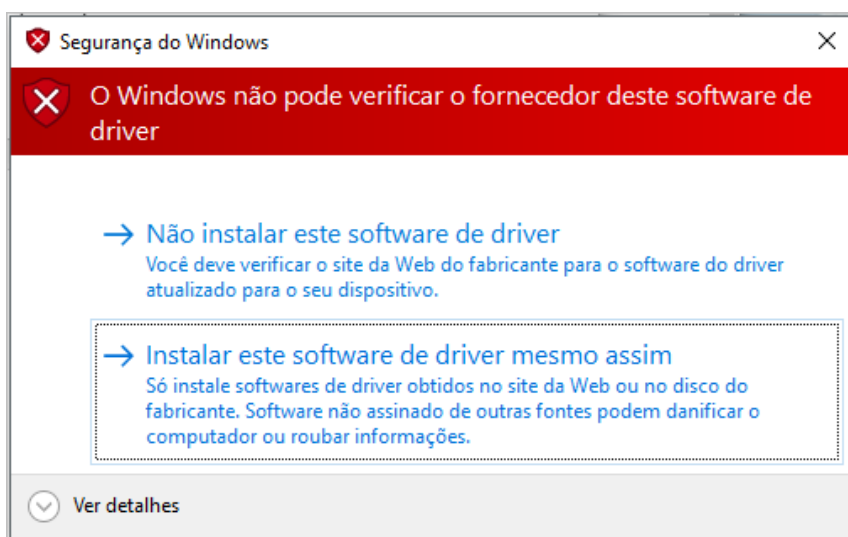 Segurança do Windows
O Windows não pode verificar o fornecedor deste software de
driver
Não instalar este software de driver
Você deve verificar o site da Web do fabricante para o software do driver
atualizado para o seu dispositivo.
Instalar este software de driver mesmo assim
Só instale softwares de driver obtidos no site da Web ou no disco do
fabricante. Software não assinado de outras fontes podem danificar o
computador ou roubar informações.
Ver detalhes